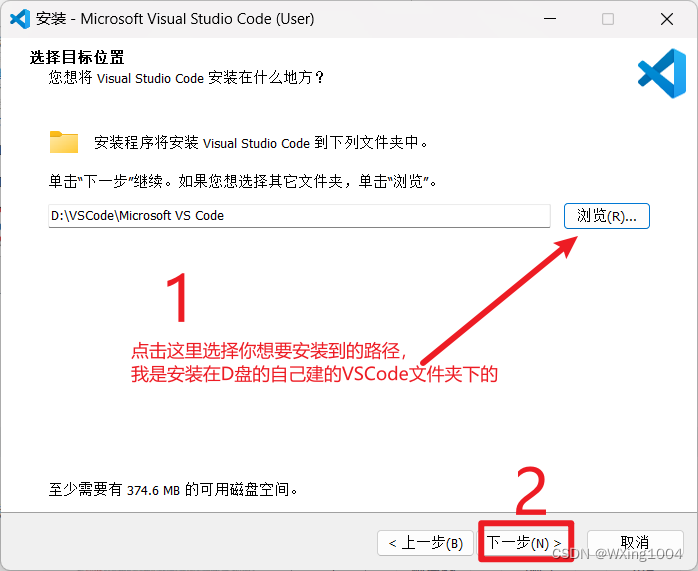 安装 - Microsoft Visual Studio Code (User)
选择目标位置
您想将 Visual Studio Code 安装在什么地方？
安装程序将安装 Visual Studio Code 到下列文件夹中。
单击“下一步”继续。如果您想选择其它文件夹，单击“浏览”。
D:\VSCode\Microsoft VS Code
浏览(R)...
1
点击这里选择你想要安装到的路径，
我是安装在D盘的自己建的VSCode文件夹下的
至少需要有 374.6 MB 的可用磁盘空间。
2
< 上一步(B)
下一步(N) >
取消
CSDN @WXing1004